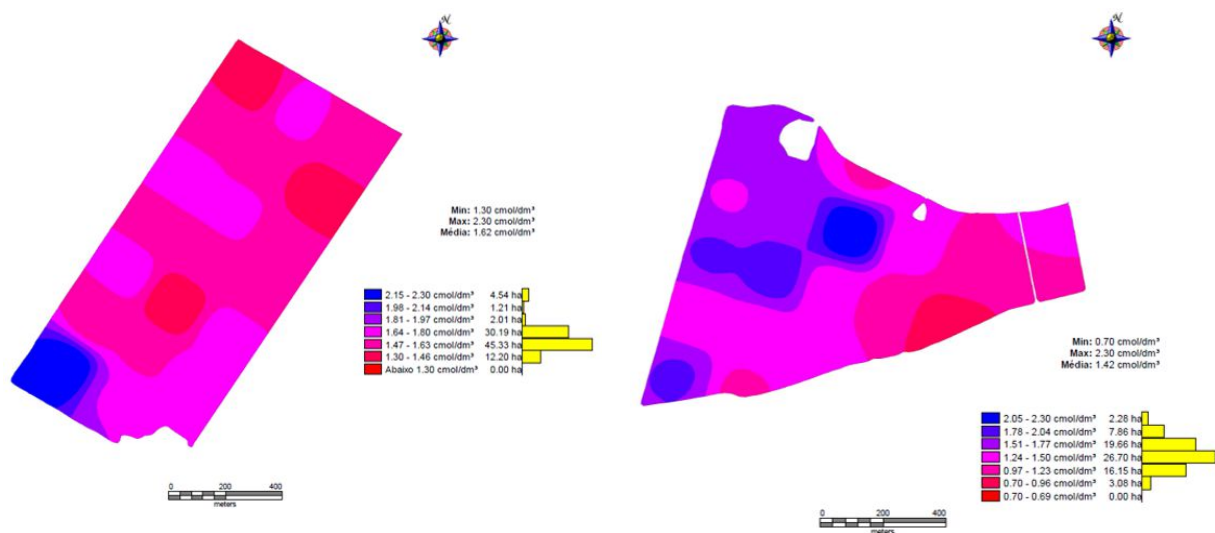 N
Min: 1.30 cmol/dm³
Max: 2.30 cmol/dm³
Média: 1.62 cmol/dm³
2.15 - 2.30 cmol/dm³ 4.54 ha
1.98 - 2.14 cmol/dm³ 1.21 ha
1.81 - 1.97 cmol/dm³ 2.01 ha
1.64 - 1.80 cmol/dm³ 30.19 ha
1.47 - 1.63 cmol/dm³ 45.33 ha
1.30 - 1.46 cmol/dm³ 12.20 ha
Abaixo 1.30 cmol/dm³ 0.00 ha
0 200 400
meters
N
Min: 0.70 cmol/dm³
Max: 2.30 cmol/dm³
Média: 1.42 cmol/dm³
2.05 - 2.30 cmol/dm³ 2.28 ha
1.78 - 2.04 cmol/dm³ 7.86 ha
1.51 - 1.77 cmol/dm³ 19.66 ha
1.24 - 1.50 cmol/dm³ 26.70 ha
0.97 - 1.23 cmol/dm³ 16.15 ha
0.70 - 0.96 cmol/dm³ 3.08 ha
0.70 - 0.69 cmol/dm³ 0.00 ha
0 200 400
meters